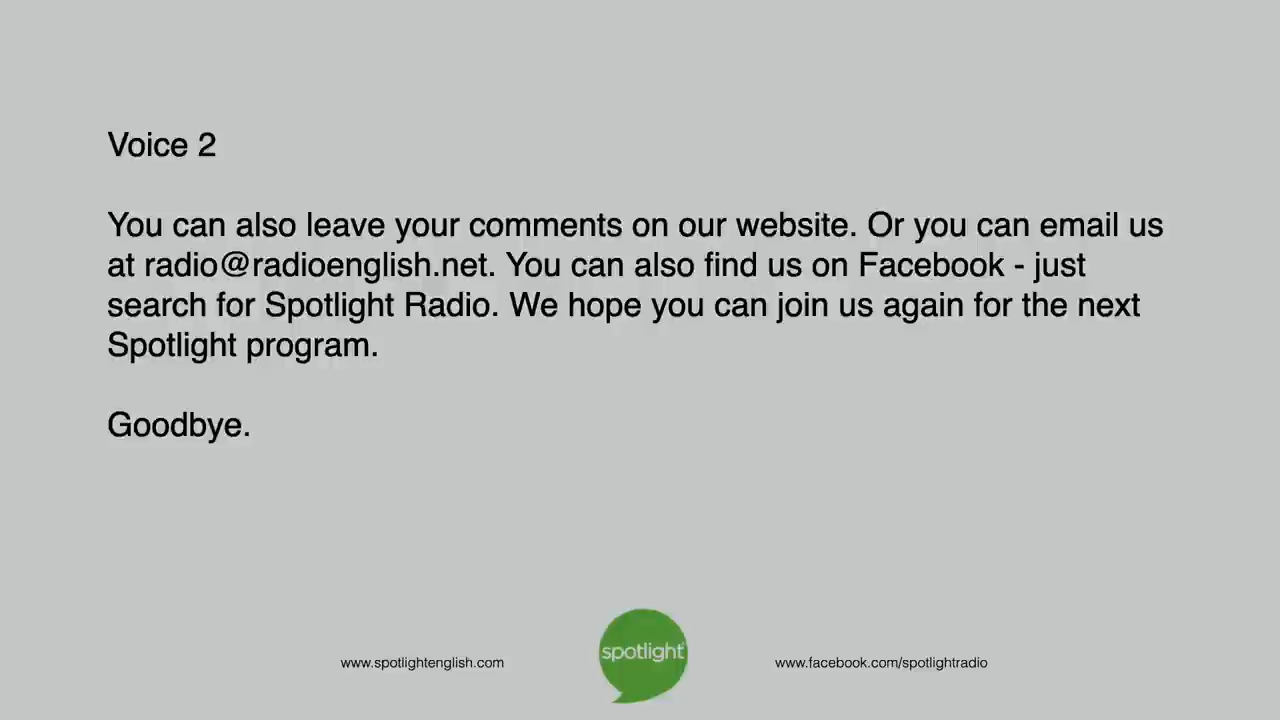 Voice 2
You can also leave your comments on our website. Or you can email us
at radio@radioenglish.net. You can also find us on Facebook - just
search for Spotlight Radio. We hope you can join us again for the next
Spotlight program.
Goodbye.
www.spotlightenglish.com
spotlight
www.facebook.com/spotlightradio